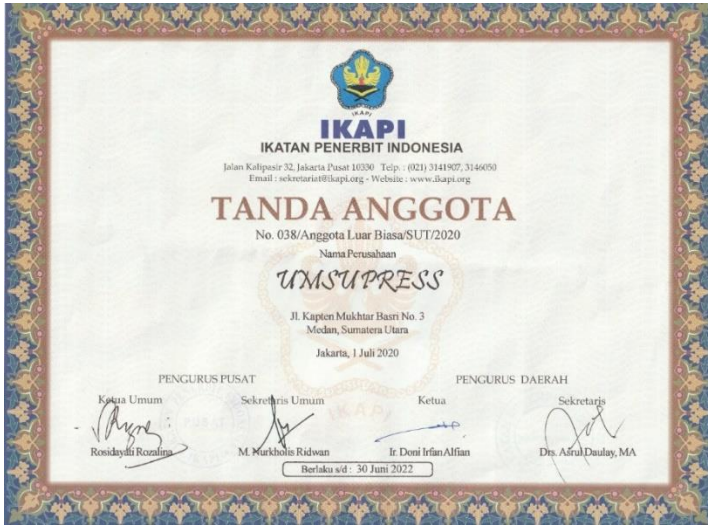 IKAPI
IKAPI
IKATAN PENERBIT INDONESIA
Jalan Kalipasir 32, Jakarta Pusat 10330 Telp. : (021) 3141907, 3146050
Email : sekretariat@ikapi.org - Website : www.ikapi.org
TANDA ANGGOTA
No. 038/Anggota Luar Biasa/SUT/2020
Nama Perusahaan
UMSUPRESS
Jl. Kapten Mukhtar Basri No. 3
Medan, Sumatera Utara
Jakarta, 1 Juli 2020
PENGURUS PUSAT PENGURUS DAERAH
Ketua Umum Sekretaris Umum Ketua Sekretaris
IKAPI
Rosidayati Rozalina M. Nurkholis Ridwan Ir. Doni Irfan Alfian Drs. Asrul Daulay, MA
Berlaku s/d : 30 Juni 2022